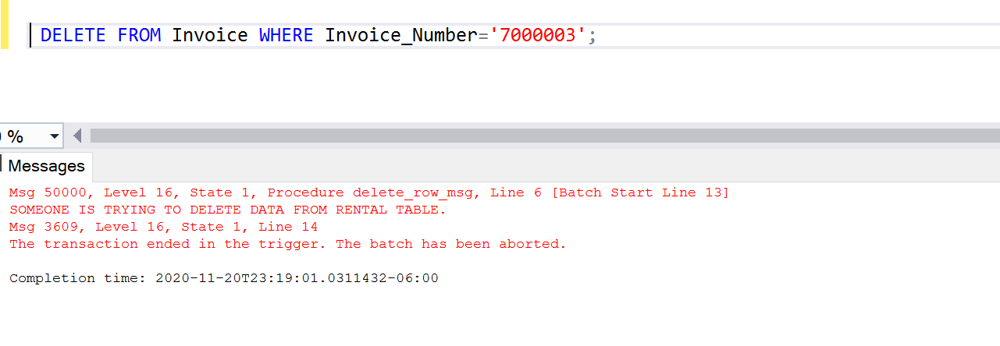 DELETE FROM Invoice WHERE Invoice_Number='7000003';
%
Messages
Msg 50000, Level 16, State 1, Procedure delete_row_msg, Line 6 [Batch Start Line 13]
SOMEONE IS TRYING TO DELETE DATA FROM RENTAL TABLE.
Msg 3609, Level 16, State 1, Line 14
The transaction ended in the trigger. The batch has been aborted.
Completion time: 2020-11-20T23:19:01.0311432-06:00